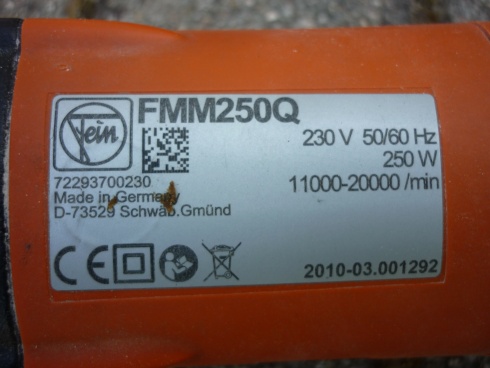 Fein
FMM250Q
230 V 50/60 Hz
250 W
11000-20000 /min
72293700230
Made in Germany
D-73529 Schwäb.Gmünd
CE
2010-03.001292